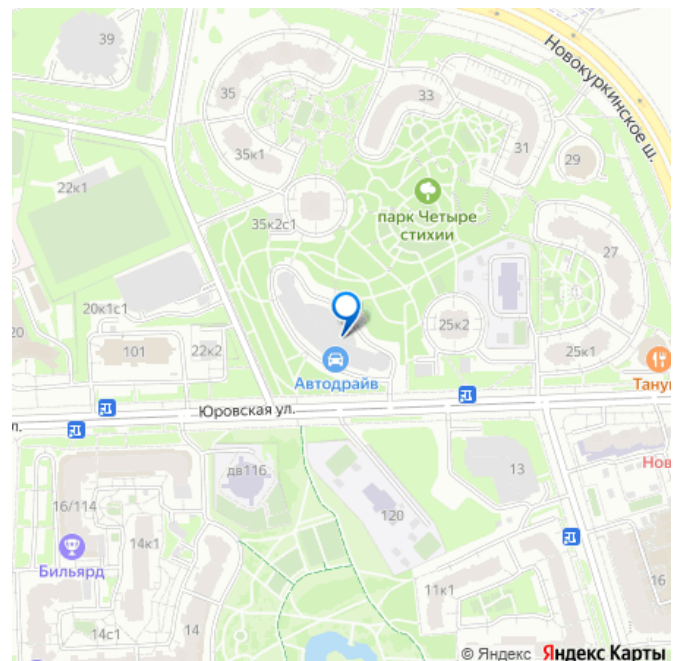 39
Новокуркинское ш.
35
33
31
35к1
29
22к1
парк Четыре
стихии
35к2с1
27
20к1с1
20
101
22к2
25к2
25к1
Автодрайв
Тану
Юровская ул.
л.
Нов
дв116
13
16/114
120
14к1
Бильярд
11к1
16
14с1
14
© Яндекс Яндекс Карты